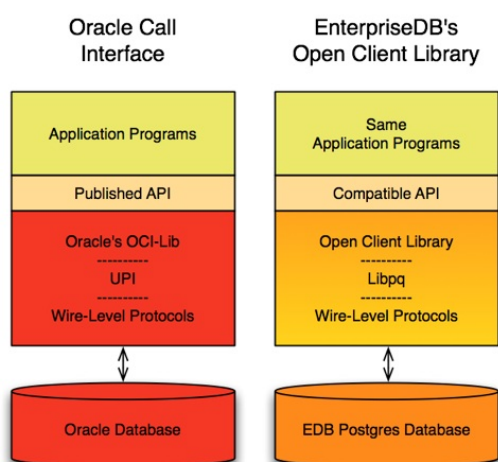 Oracle Call
Interface
Application Programs
Published API
Oracle's OCI-Lib
----------
UPI
----------
Wire-Level Protocols
Oracle Database
EnterpriseDB's
Open Client Library
Same
Application Programs
Compatible API
Open Client Library
----------
Libpq
----------
Wire-Level Protocols
EDB Postgres Database